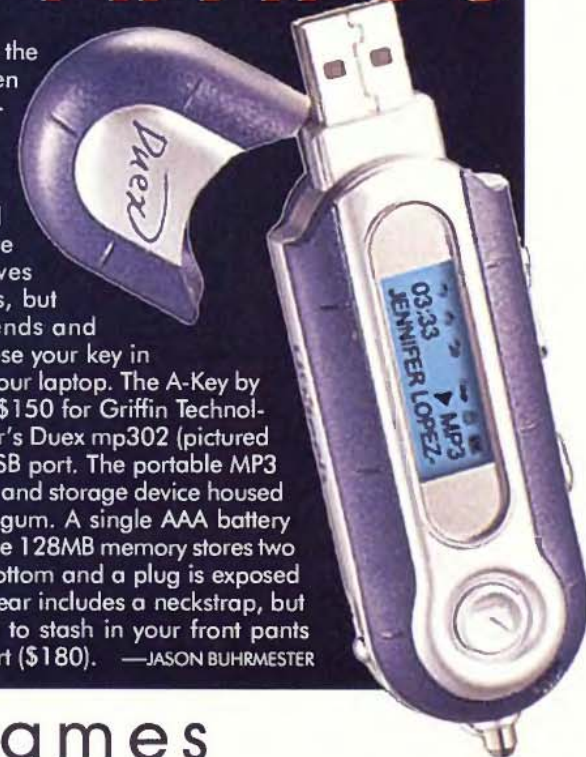 the
en
Duex
e
ves
s, but
ends and
ose your key in
our laptop. The A-Key by
$150 for Griffin Technol-
r's Duex mp302 (pictured
SB port. The portable MP3
and storage device housed
gum. A single AAA battery
e 128MB memory stores two
ottom and a plug is exposed
ear includes a neckstrap, but
to stash in your front pants
rt ($180). —JASON BUHRMESTER
03:33
MP3
JENNIFER LOPEZ-
ames